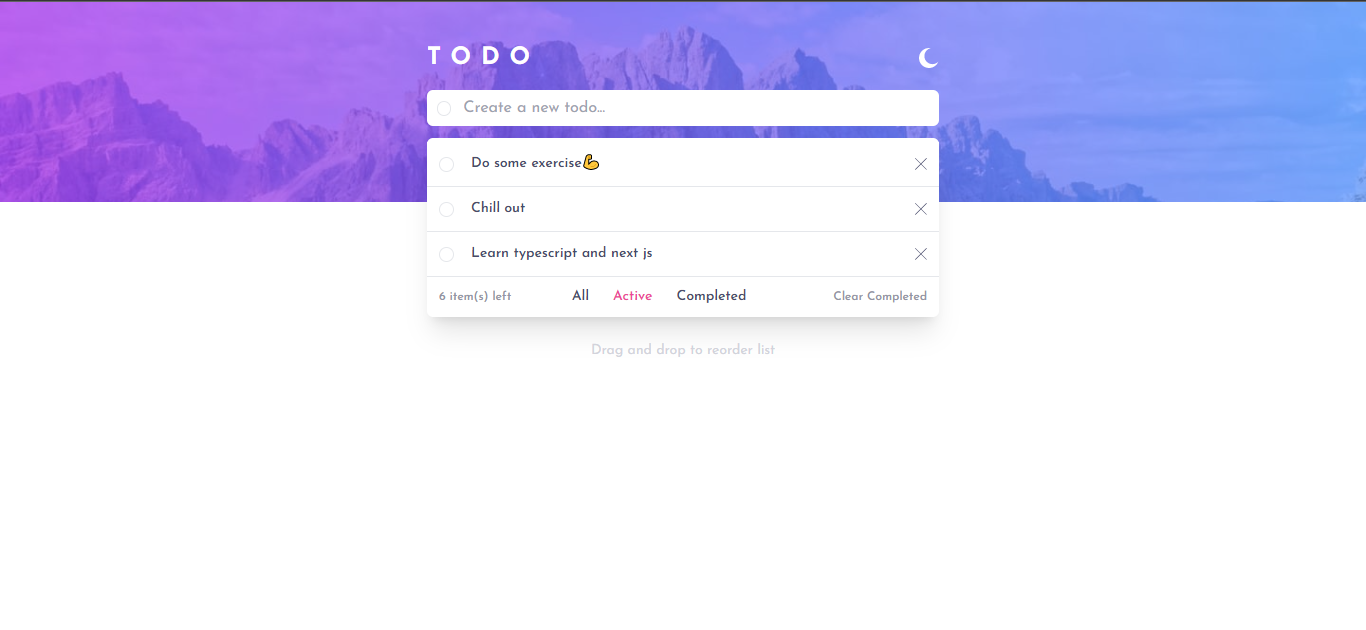 TODO
Create a new todo...
Do some exercise💪
Chill out
Learn typescript and next js
6 item(s) left All Active Completed Clear Completed
Drag and drop to reorder list